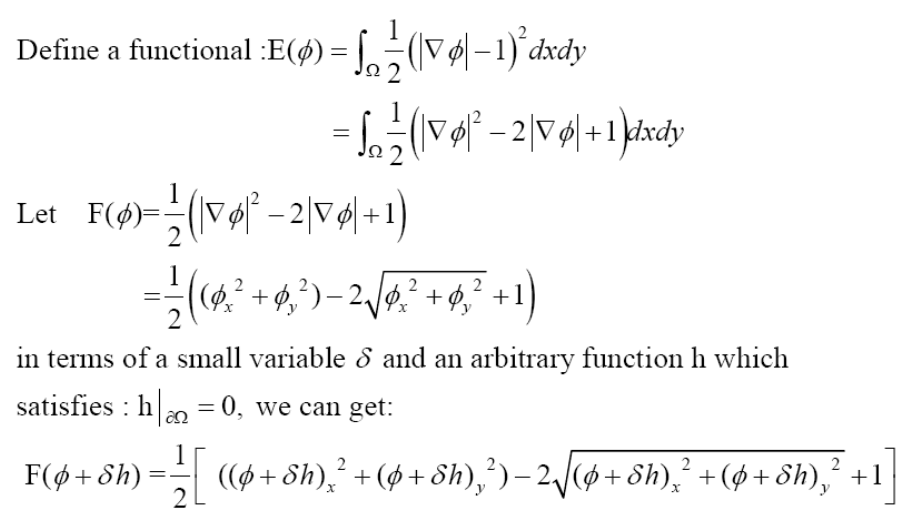 Define a functional :E(ϕ) = ∫_Ω 1/2 (|∇ϕ| − 1)² dxdy
= ∫_Ω 1/2 (|∇ϕ|² − 2|∇ϕ| + 1)dxdy
Let F(ϕ)= 1/2 (|∇ϕ|² − 2|∇ϕ| + 1)
= 1/2 ((ϕ_x² + ϕ_y²) − 2√(ϕ_x² + ϕ_y²) + 1)
in terms of a small variable δ and an arbitrary function h which
satisfies : h|_∂Ω = 0, we can get:
F(ϕ + δh) = 1/2 [ ((ϕ + δh)_x² + (ϕ + δh)_y²) − 2√((ϕ + δh)_x² + (ϕ + δh)_y²) + 1 ]